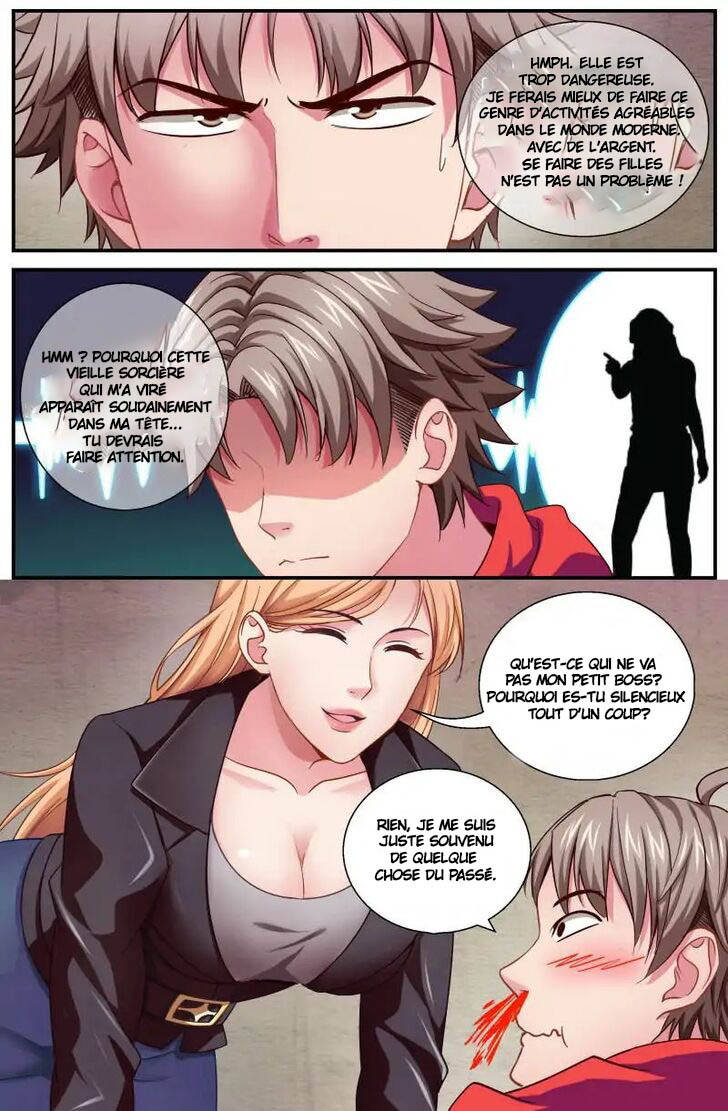 HMPH. ELLE EST
TROP DANGEREUSE.
JE FERAIS MIEUX DE FAIRE CE
GENRE D'ACTIVITÉS AGRÉABLES
DANS LE MONDE MODERNE.
AVEC DE L'ARGENT.
SE FAIRE DES FILLES
N'EST PAS UN PROBLÈME !
HMM ? POURQUOI CETTE
VIEILLE SORCIÈRE
QUI M'A VIRÉ
APPARAÎT SOUDAINEMENT
DANS MA TÊTE...
TU DEVRAIS
FAIRE ATTENTION.
QU'EST-CE QUI NE VA
PAS MON PETIT BOSS?
POURQUOI ES-TU SILENCIEUX
TOUT D'UN COUP?
RIEN, JE ME SUIS
JUSTE SOUVENU
DE QUELQUE
CHOSE DU PASSÉ.